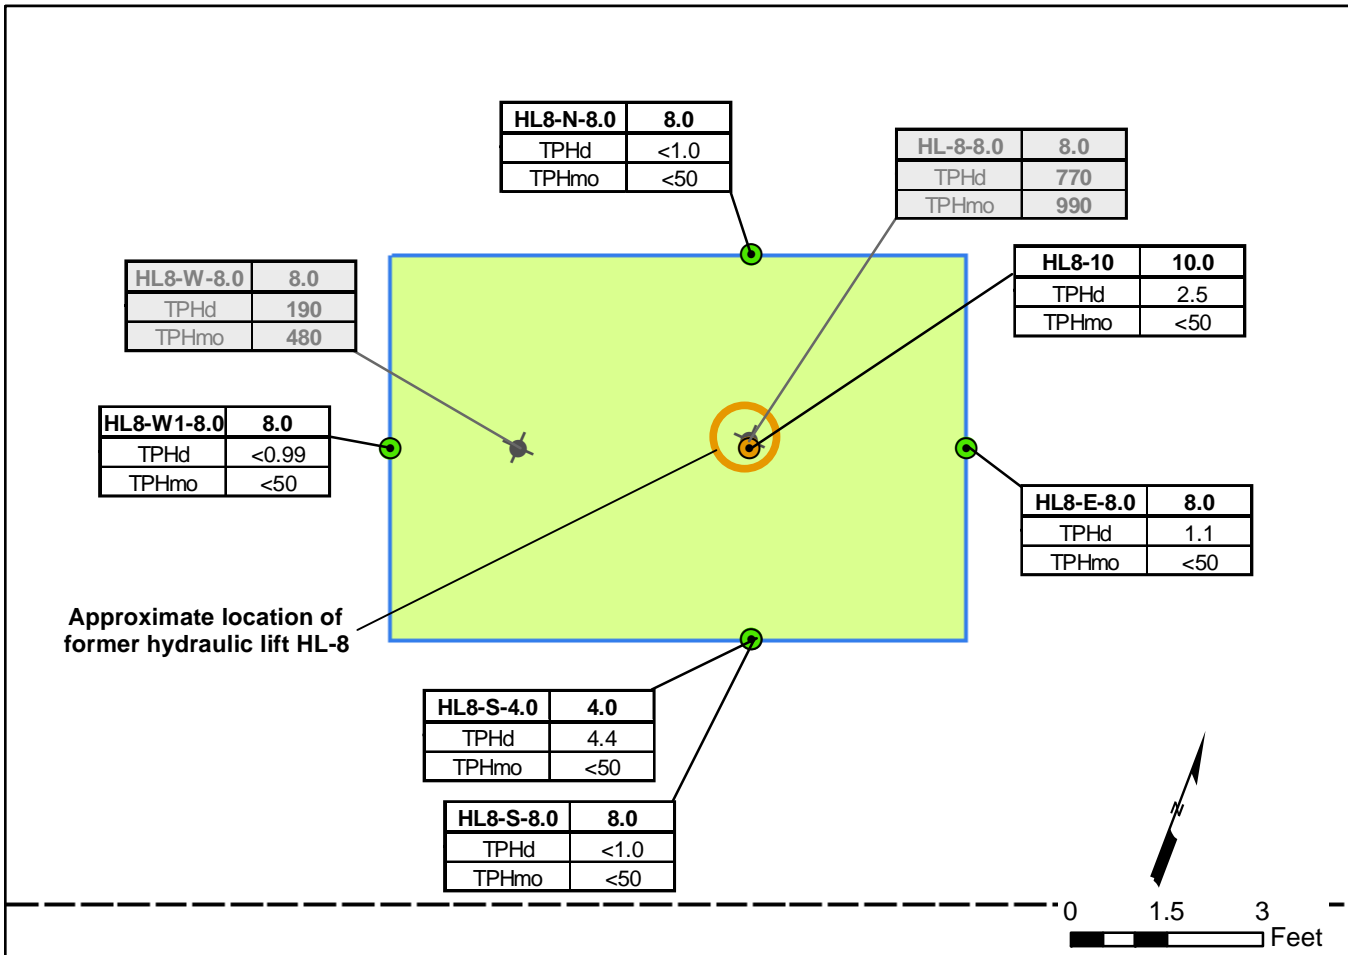 HL8-N-8.0 8.0
TPHd <1.0
TPHmo <50
HL-8-8.0 8.0
TPHd 770
TPHmo 990
HL8-W-8.0 8.0
TPHd 190
TPHmo 480
HL8-10 10.0
TPHd 2.5
TPHmo <50
HL8-W1-8.0 8.0
TPHd <0.99
TPHmo <50
HL8-E-8.0 8.0
TPHd 1.1
TPHmo <50
Approximate location of
former hydraulic lift HL-8
HL8-S-4.0 4.0
TPHd 4.4
TPHmo <50
HL8-S-8.0 8.0
TPHd <1.0
TPHmo <50
N
0 1.5 3
Feet